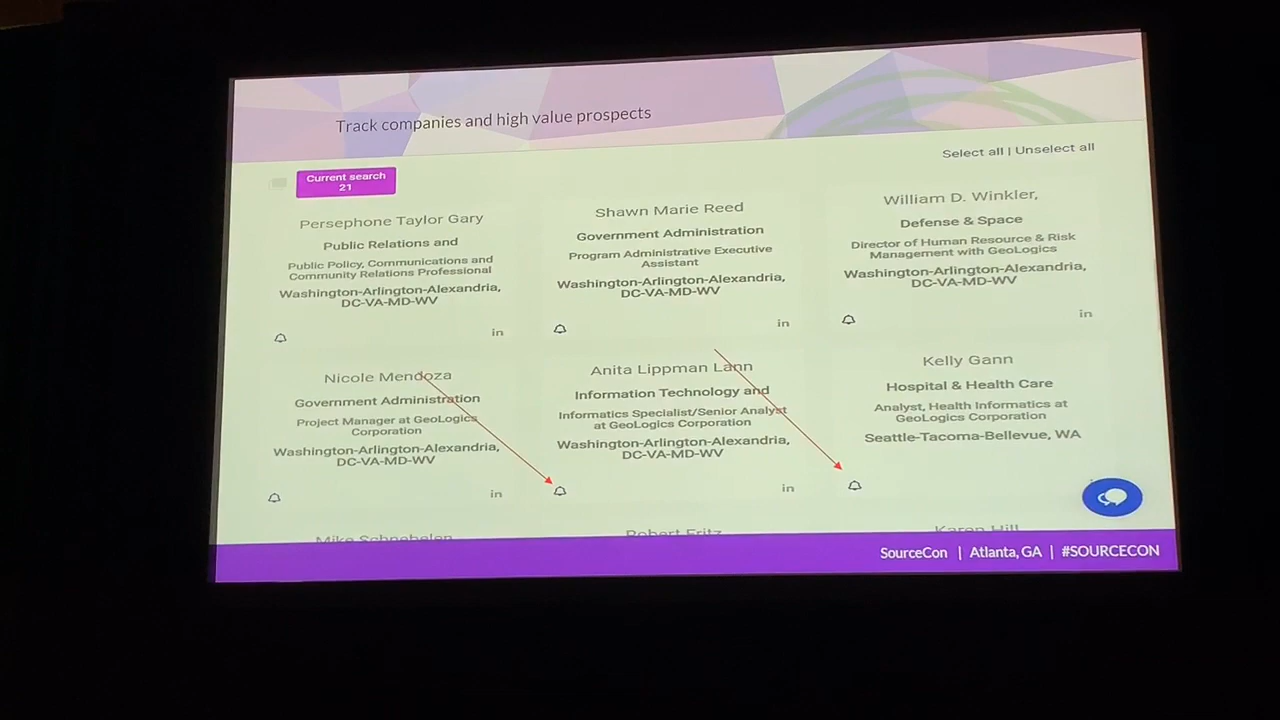 Track companies and high value prospects
Select all | Unselect all
Current search
21
Persephone Taylor Gary
Public Relations and
Public Policy, Communications and
Community Relations Professional
Washington-Arlington-Alexandria,
DC-VA-MD-WV
in
Shawn Marie Reed
Government Administration
Program Administrative Executive
Assistant
Washington-Arlington-Alexandria,
DC-VA-MD-WV
in
William D. Winkler,
Defense & Space
Director of Human Resource & Risk
Management with GeoLogics
Washington-Arlington-Alexandria,
DC-VA-MD-WV
in
Nicole Mendoza
Government Administration
Project Manager at GeoLogics
Corporation
Washington-Arlington-Alexandria,
DC-VA-MD-WV
in
Anita Lippman Lann
Information Technology and
Informatics Specialist/Senior Analyst
at GeoLogics Corporation
Washington-Arlington-Alexandria,
DC-VA-MD-WV
in
Kelly Gann
Hospital & Health Care
Analyst, Health Informatics at
GeoLogics Corporation
Seattle-Tacoma-Bellevue, WA
Mike Schnebelen
Robert Fritz
Karen Hill
SourceCon | Atlanta, GA | #SOURCECON